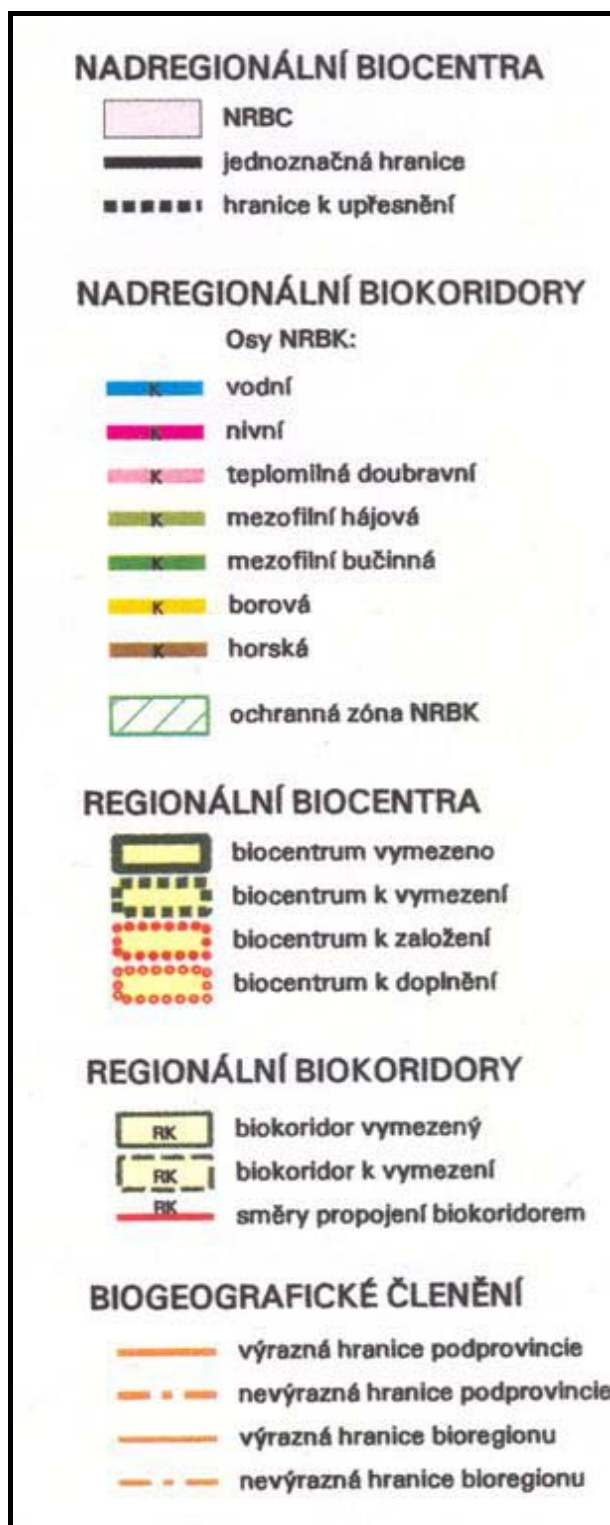 NADREGIONÁLNÍ BIOCENTRA
NRBC
jednoznačná hranice
hranice k upřesnění
NADREGIONÁLNÍ BIOKORIDORY
Osy NRBK:
K vodní
K nivní
K teplomilná doubravní
K mezofilní hájová
K mezofilní bučinná
K borová
K horská
ochranná zóna NRBK
REGIONÁLNÍ BIOCENTRA
biocentrum vymezeno
biocentrum k vymezení
biocentrum k založení
biocentrum k doplnění
REGIONÁLNÍ BIOKORIDORY
RK biokoridor vymezený
RK biokoridor k vymezení
RK směry propojení biokoridorem
BIOGEOGRAFICKÉ ČLENĚNÍ
výrazná hranice podprovincie
nevýrazná hranice podprovincie
výrazná hranice bioregionu
nevýrazná hranice bioregionu